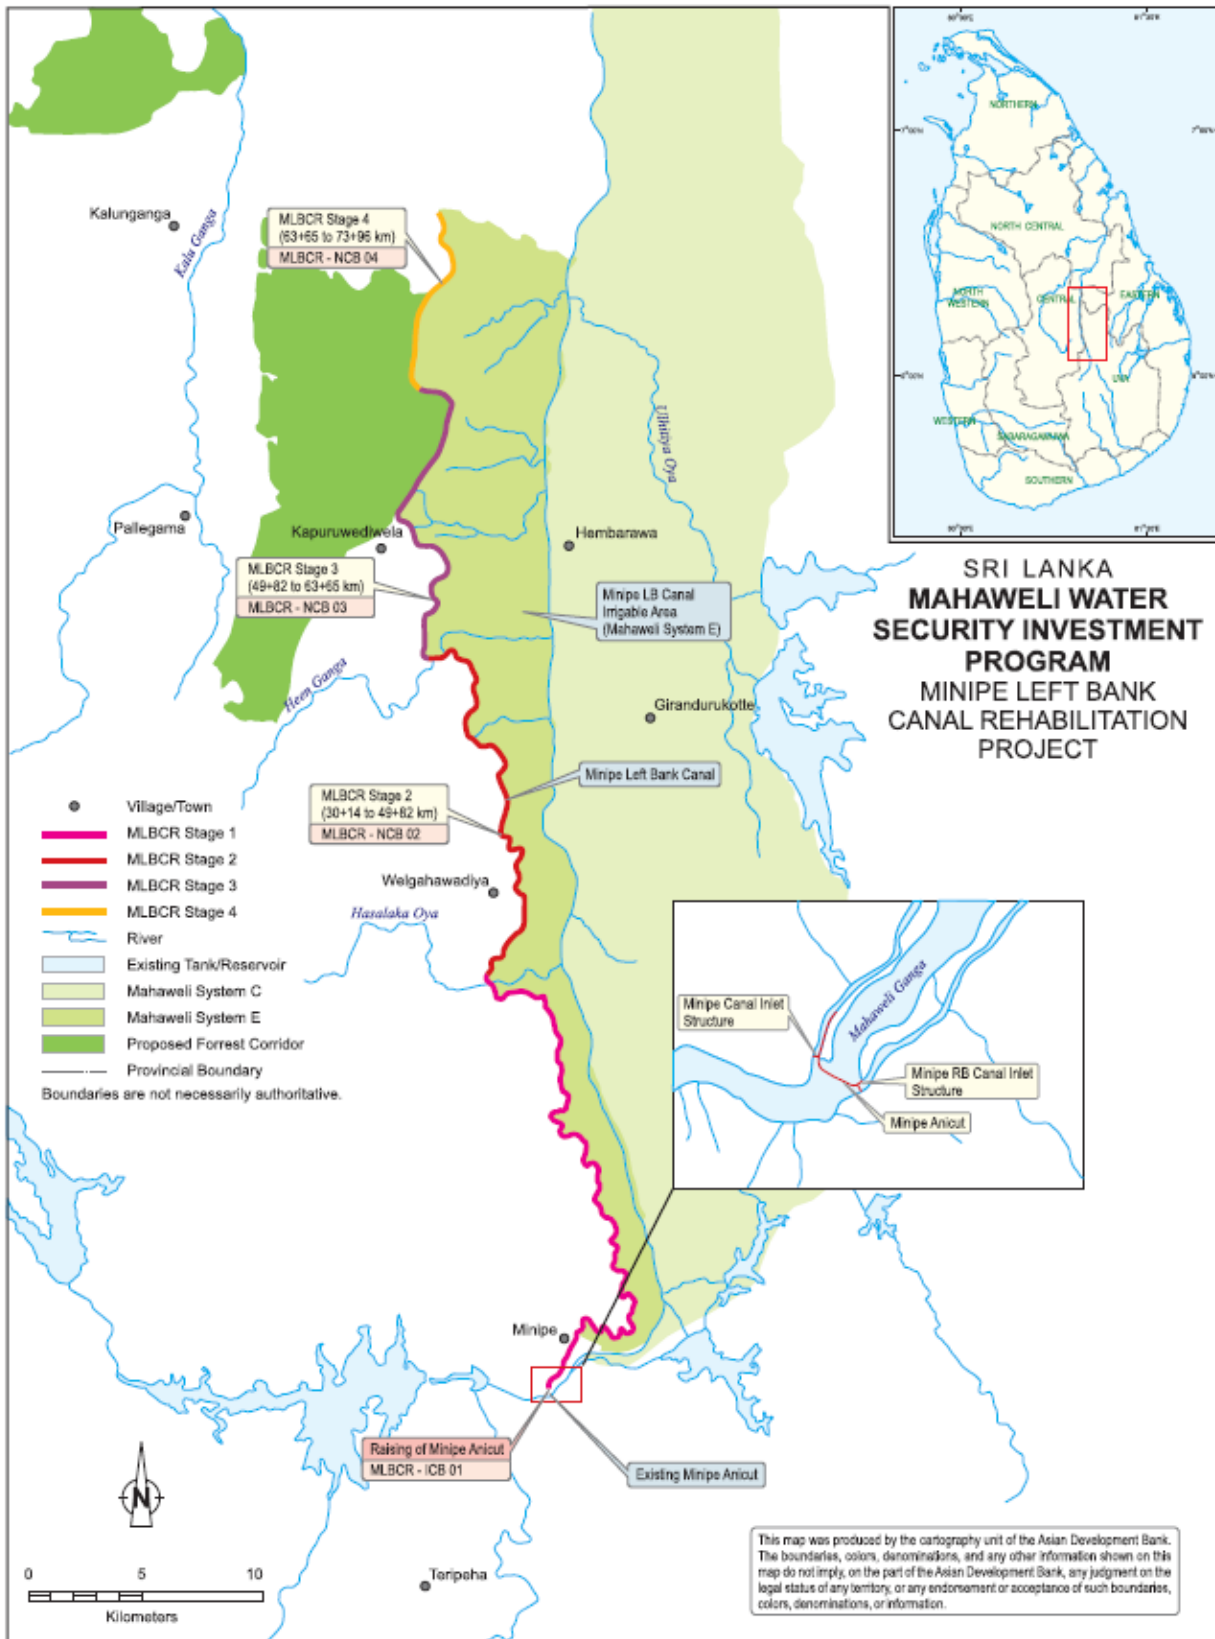 Kalunganga
Kalu Ganga
MLBCR Stage 4
(63+65 to 73+96 km)
MLBCR - NCB 04
Ulhitiya Oya
Pallegama
Kapuruwediwela
Hembarawa
MLBCR Stage 3
(49+82 to 63+65 km)
MLBCR - NCB 03
Minipe LB Canal
Irrigable Area
(Mahaweli System E)
Heen Ganga
Girandurukotte
Minipe Left Bank Canal
MLBCR Stage 2
(30+14 to 49+82 km)
MLBCR - NCB 02
Welgahawadiya
Hasalaka Oya
NORTHERN
NORTH CENTRAL
NORTH
WESTERN
CENTRAL
EASTERN
UVA
WESTERN
SABARAGAMUWA
SOUTHERN
SRI LANKA
MAHAWELI WATER
SECURITY INVESTMENT
PROGRAM
MINIPE LEFT BANK
CANAL REHABILITATION
PROJECT
Village/Town
MLBCR Stage 1
MLBCR Stage 2
MLBCR Stage 3
MLBCR Stage 4
River
Existing Tank/Reservoir
Mahaweli System C
Mahaweli System E
Proposed Forrest Corridor
Provincial Boundary
Boundaries are not necessarily authoritative.
Minipe Canal Inlet
Structure
Mahaweli Ganga
Minipe RB Canal Inlet
Structure
Minipe Anicut
Minipe
Raising of Minipe Anicut
MLBCR - ICB 01
Existing Minipe Anicut
N
0 5 10
Kilometers
Teripeha
This map was produced by the cartography unit of the Asian Development Bank.
The boundaries, colors, denominations, and any other information shown on this
map do not imply, on the part of the Asian Development Bank, any judgment on the
legal status of any territory, or any endorsement or acceptance of such boundaries,
colors, denominations, or information.